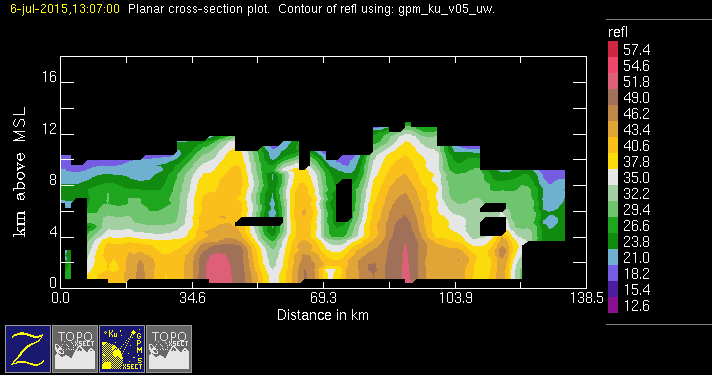 6-jul-2015,13:07:00 Planar cross-section plot. Contour of refl using: gpm_ku_v05_uw.
refl
57.4
54.6
51.8
49.0
46.2
43.4
40.6
37.8
35.0
32.2
29.4
26.6
23.8
21.0
18.2
15.4
12.6
km above MSL
16
12
8
4
0
0.0 34.6 69.3 103.9 138.5
Distance in km
Z
TOPO XSECT
"Ku" GPM XSECT
TOPO XSECT